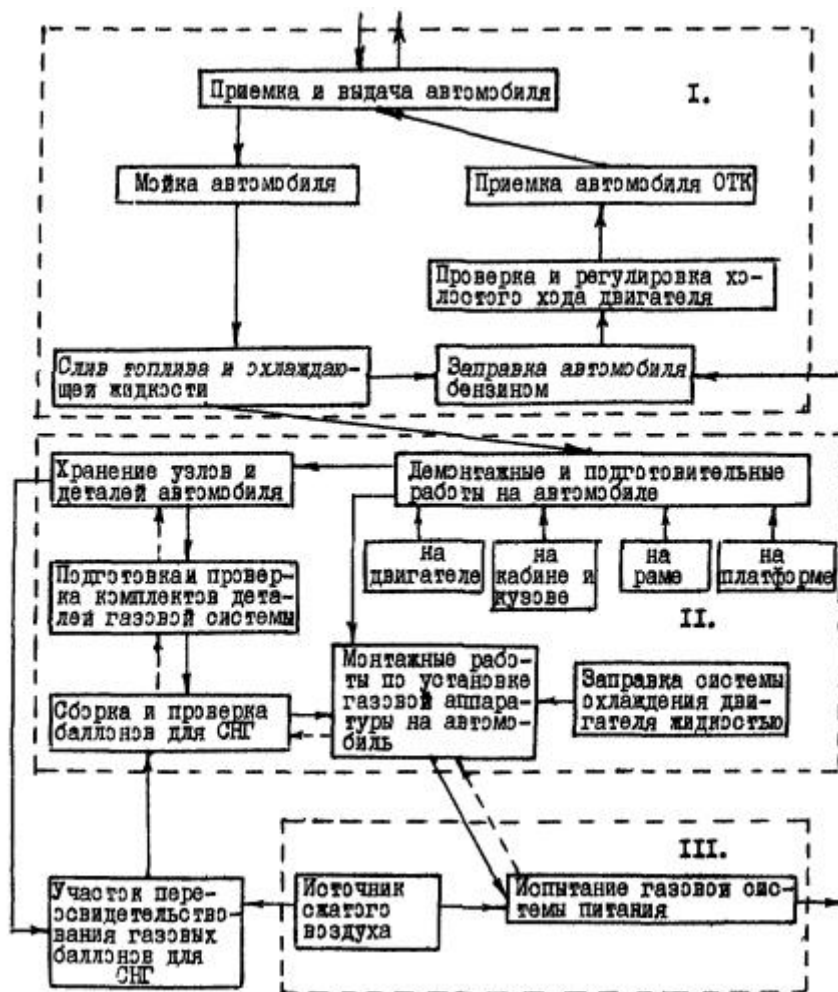 Приемка и выдача автомобиля
I.
Мойка автомобиля
Приемка автомобиля ОТК
Проверка и регулировка хо-
лостого хода двигателя
Слив топлива и охлаждаю-
щей жидкости
Заправка автомобиля
бензином
Хранение узлов и
деталей автомобиля
Демонтажные и подготовительные
работы на автомобиле
на
двигателе
на
кабине и
кузове
на
раме
на
платформе
Подготовка и провер-
ка комплектов дета-
лей газовой системы
II.
Монтажные рабо-
ты по установке
газовой аппара-
туры на автомо-
биль
Заправка системы
охлаждения дви-
гателя жидкостью
Сборка и проверка
баллонов для СНГ
III.
Участок пере-
освидетельство-
вания газовых
баллонов для
СНГ
Источник
сжатого
воздуха
Испытание газовой сис-
темы питания